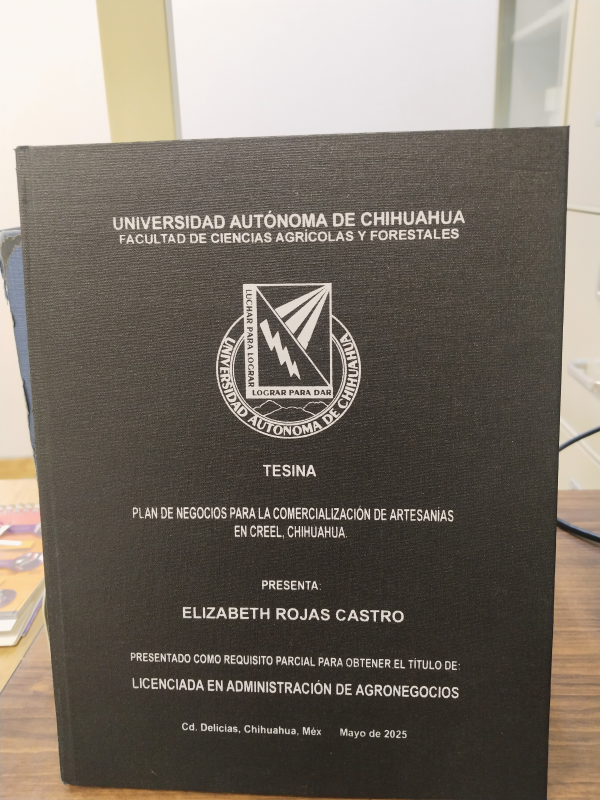 UNIVERSIDAD AUTÓNOMA DE CHIHUAHUA
FACULTAD DE CIENCIAS AGRÍCOLAS Y FORESTALES
LUCHAR PARA LOGRAR
LOGRAR PARA DAR
UNIVERSIDAD AUTONOMA DE CHIHUAHUA
TESINA
PLAN DE NEGOCIOS PARA LA COMERCIALIZACIÓN DE ARTESANÍAS
EN CREEL, CHIHUAHUA.
PRESENTA:
ELIZABETH ROJAS CASTRO
PRESENTADO COMO REQUISITO PARCIAL PARA OBTENER EL TÍTULO DE:
LICENCIADA EN ADMINISTRACIÓN DE AGRONEGOCIOS
Cd. Delicias, Chihuahua, Méx Mayo de 2025